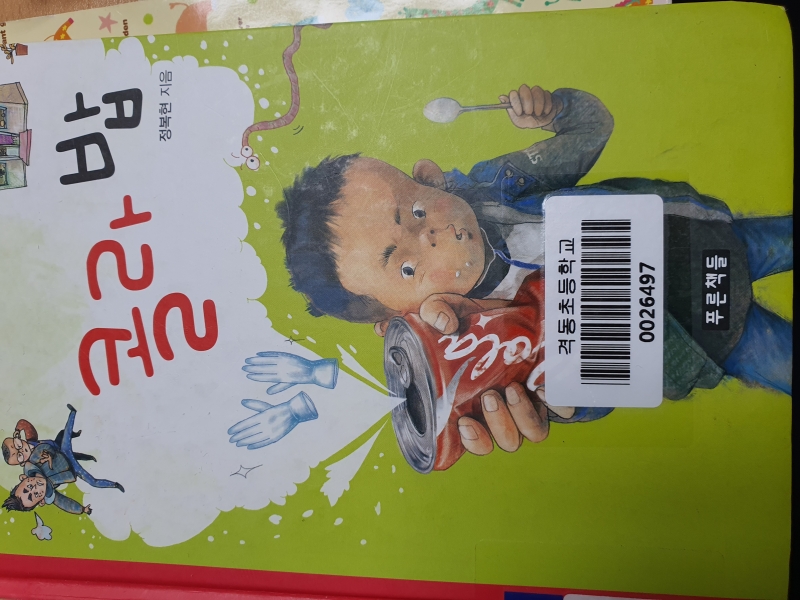 콜라 밥
정복현 지음
Cola
격동초등학교
0026497
푸른책들